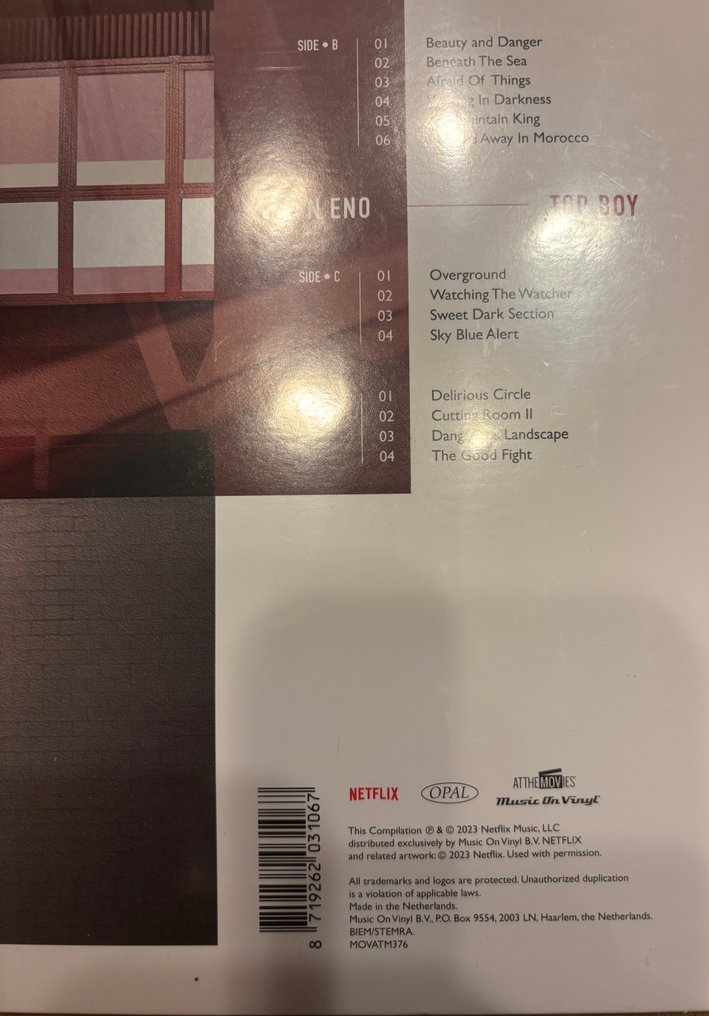 SIDE • B
01 Beauty and Danger
02 Beneath The Sea
03 Afraid Of Things
04 In Darkness
05 King
06 Away In Morocco
ENO TOP BOY
SIDE • C
01 Overground
02 Watching The Watcher
03 Sweet Dark Section
04 Sky Blue Alert
01 Delirious Circle
02 Cutting Room II
03 Landscape
04 The Good Fight
NETFLIX OPAL ATTHEMOVIES
Music On Vinyl
This Compilation ℗ & © 2023 Netflix Music, LLC
distributed exclusively by Music On Vinyl B.V. NETFLIX
and related artwork: © 2023 Netflix. Used with permission.
All trademarks and logos are protected. Unauthorized duplication
is a violation of applicable laws.
Made in the Netherlands.
Music On Vinyl B.V., P.O. Box 9554, 2003 LN, Haarlem, the Netherlands.
BIEM/STEMRA.
MOVATM376
8 719262 031067